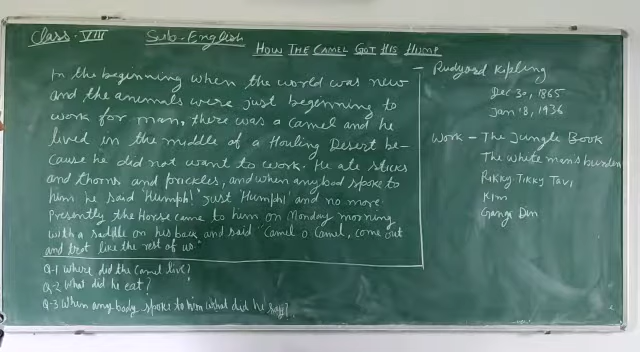 Class-VIII
Sub-English
HOW THE CAMEL GOT HIS HUMP
In the beginning when the world was new
and the animals were just beginning to
work for man, there was a Camel and he
lived in the middle of a Houling Desert be-
cause he did not want to work. He ate sticks
and thorns and prickles, and when anybod spoke to
him he said 'Humph!' 'Just Humph!' and no more
Presently the Horse came to him on Monday morning
with a saddle on his back and said "Camel O Camel, come out
and trot like the rest of us."
Q-1 Where did the Camel live?
Q-2 What did he eat?
Q-3 When any body spoke to him what did he say?
- Rudyard Kipling
Dec 30, 1865
Jan 18, 1936
Work - The Jungle Book
The white man's burden
Rikky Tikky Tavi
Kim
Ganga Din